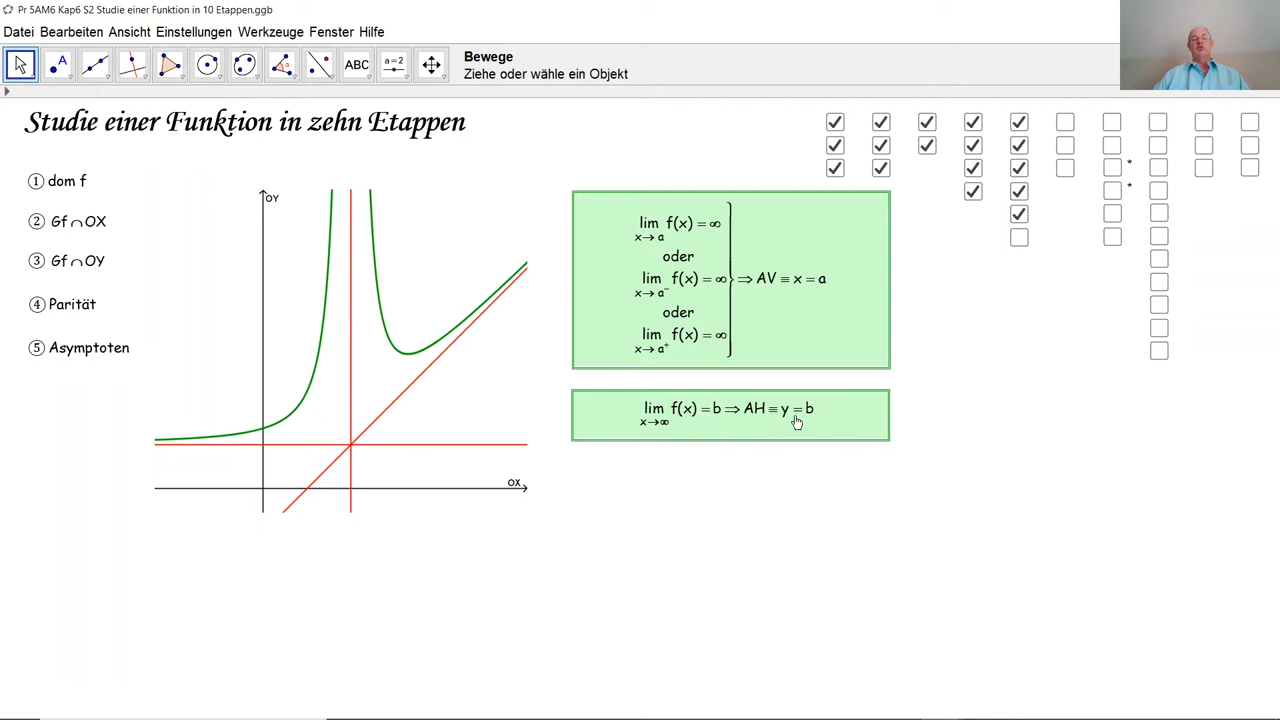 Pr 5AM6 Kap6 S2 Studie einer Funktion in 10 Etappen.ggb
Datei Bearbeiten Ansicht Einstellungen Werkzeuge Fenster Hilfe
A
ABC
a=2
Bewege
Ziehe oder wähle ein Objekt
Studie einer Funktion in zehn Etappen
① dom f
② Gf∩OX
③ Gf∩OY
④ Parität
⑤ Asymptoten
OY
OX
lim f(x) = ∞
x→a
oder
lim f(x) = ∞ ⇒ AV ≡ x = a
x→a⁻
oder
lim f(x) = ∞
x→a⁺
lim f(x) = b ⇒ AH ≡ y = b
x→∞
*
*